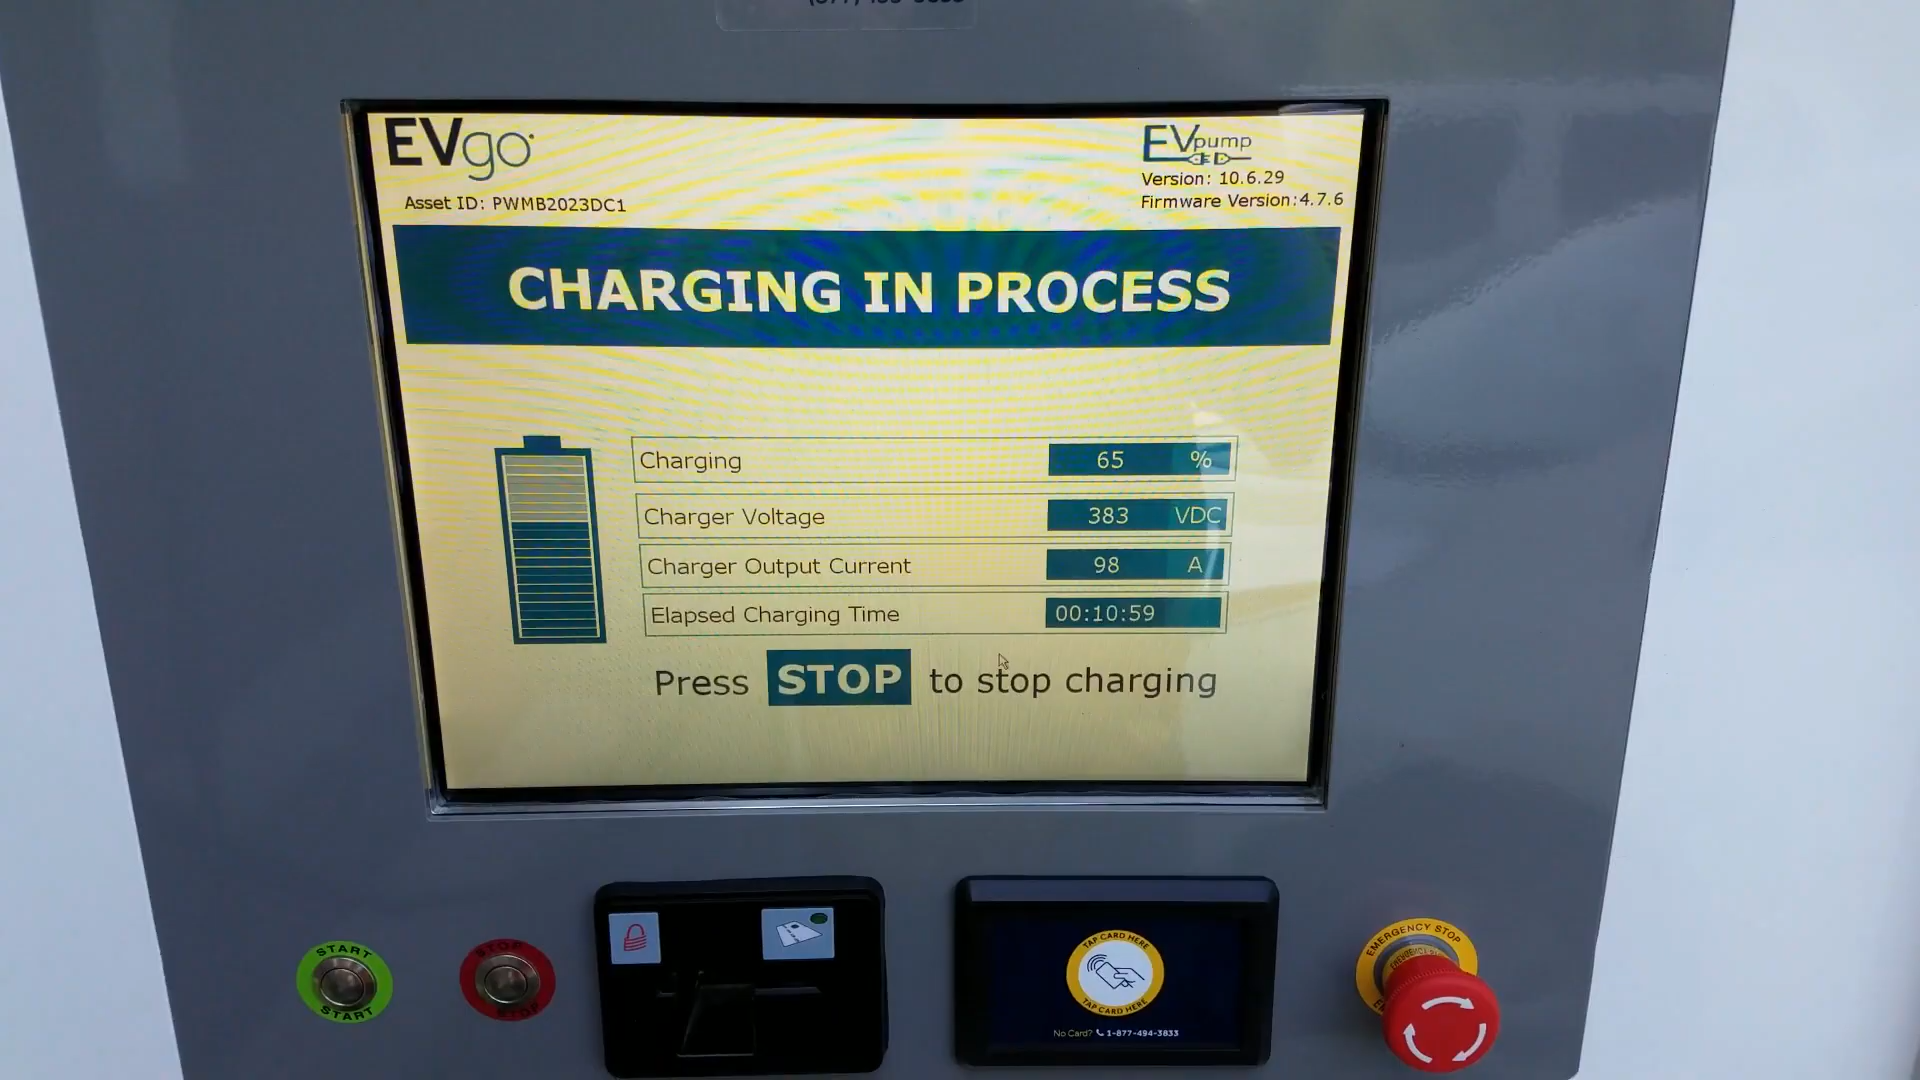 EVgo
EVpump
Version: 10.6.29
Asset ID: PWMB2023DC1
Firmware Version:4.7.6
CHARGING IN PROCESS
Charging 65 %
Charger Voltage 383 VDC
Charger Output Current 98 A
Elapsed Charging Time 00:10:59
Press STOP to stop charging
START
START
STOP
STOP
TAP CARD HERE
TAP CARD HERE
No Card? 1-877-494-3833
EMERGENCY STOP